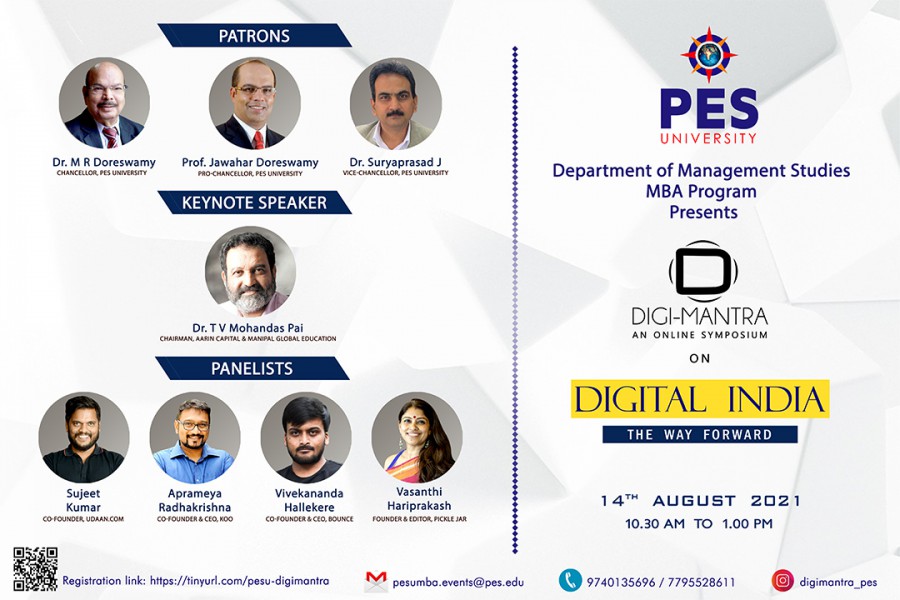 PATRONS
Dr. M R Doreswamy
CHANCELLOR, PES UNIVERSITY
Prof. Jawahar Doreswamy
PRO-CHANCELLOR, PES UNIVERSITY
Dr. Suryaprasad J
VICE-CHANCELLOR, PES UNIVERSITY
KEYNOTE SPEAKER
Dr. T V Mohandas Pai
CHAIRMAN, AARIN CAPITAL & MANIPAL GLOBAL EDUCATION
PANELISTS
Sujeet
Kumar
CO-FOUNDER, UDAAN.COM
Aprameya
Radhakrishna
CO-FOUNDER & CEO, KOO
Vivekananda
Hallekere
CO-FOUNDER & CEO, BOUNCE
Vasanthi
Hariprakash
FOUNDER & EDITOR, PICKLE JAR
PES
UNIVERSITY
Department of Management Studies
MBA Program
Presents
D
DIGI-MANTRA
AN ONLINE SYMPOSIUM
ON
DIGITAL INDIA
THE WAY FORWARD
14TH AUGUST 2021
10.30 AM TO 1.00 PM
Registration link: https://tinyurl.com/pesu-digimantra
pesumba.events@pes.edu
9740135696 / 7795528611
digimantra_pes